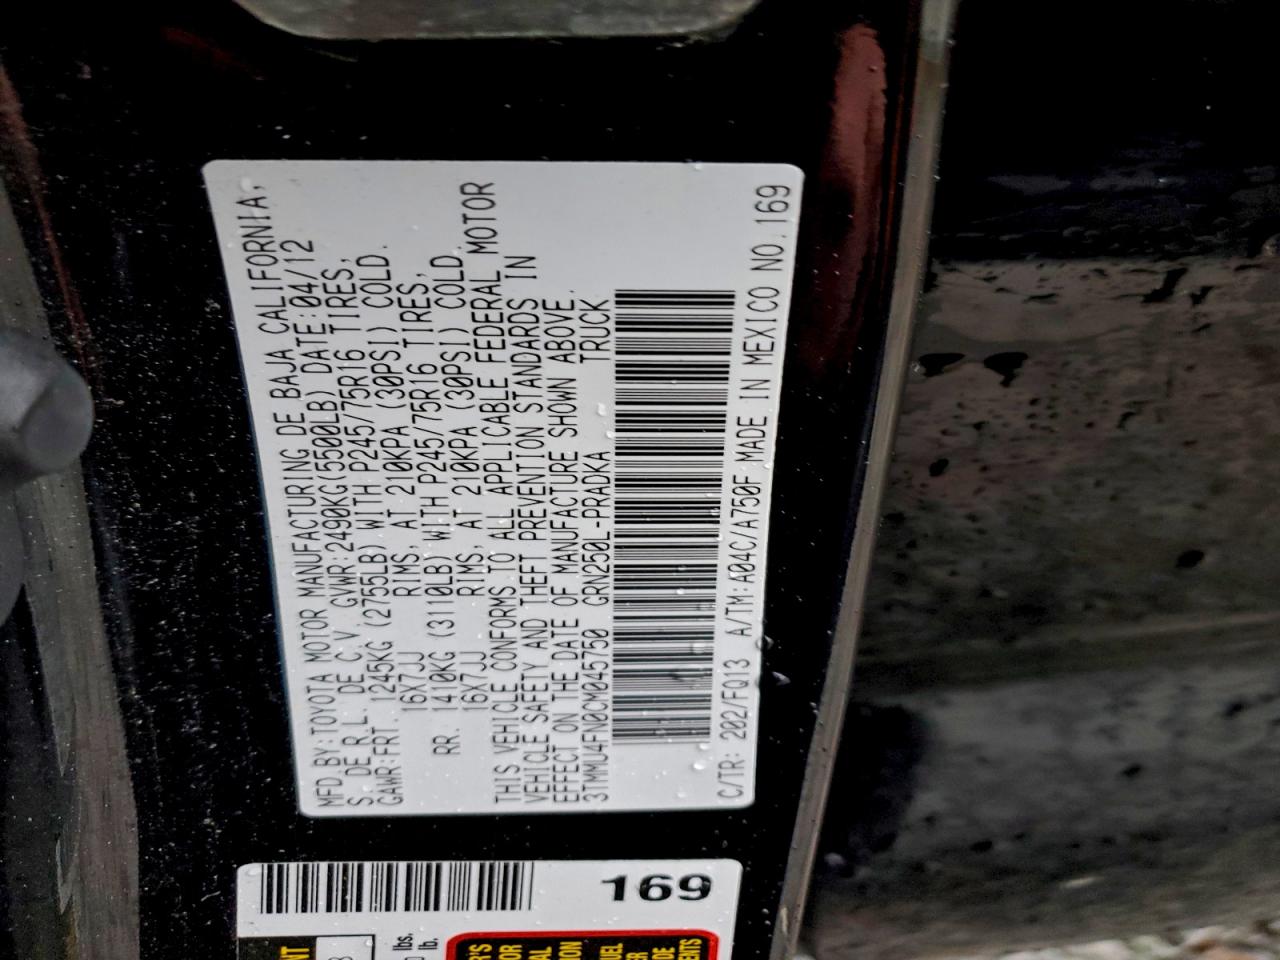 MFD BY:TOYOTA MOTOR MANUFACTURING DE BAJA CALIFORNIA,
S. DE R.L. DE C.V. GVWR:2490KG(5500LB) DATE:04/12
GAWR:FRT. 1245KG (2755LB) WITH P245/75R16 TIRES,
16X7JJ RIMS, AT 210KPA (30PSI) COLD.
RR. 1410KG (3110LB) WITH P245/75R16 TIRES,
16X7JJ RIMS, AT 210KPA (30PSI) COLD.
THIS VEHICLE CONFORMS TO ALL APPLICABLE FEDERAL MOTOR
VEHICLE SAFETY AND THEFT PREVENTION STANDARDS IN
EFFECT ON THE DATE OF MANUFACTURE SHOWN ABOVE.
3TMMU4FN0CM045750 GRN250L-PRADKA TRUCK
C/TR: 202/FQ13 A/TM:A04C/A750F MADE IN MEXICO NO.169
169
lbs.
lb.